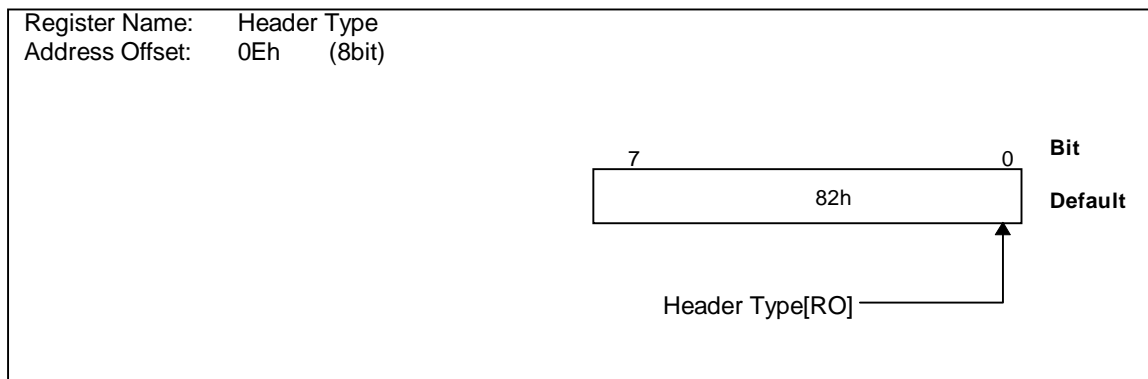 Register Name: Header Type
Address Offset: 0Eh (8bit)
7 0 Bit
82h Default
Header Type[RO]